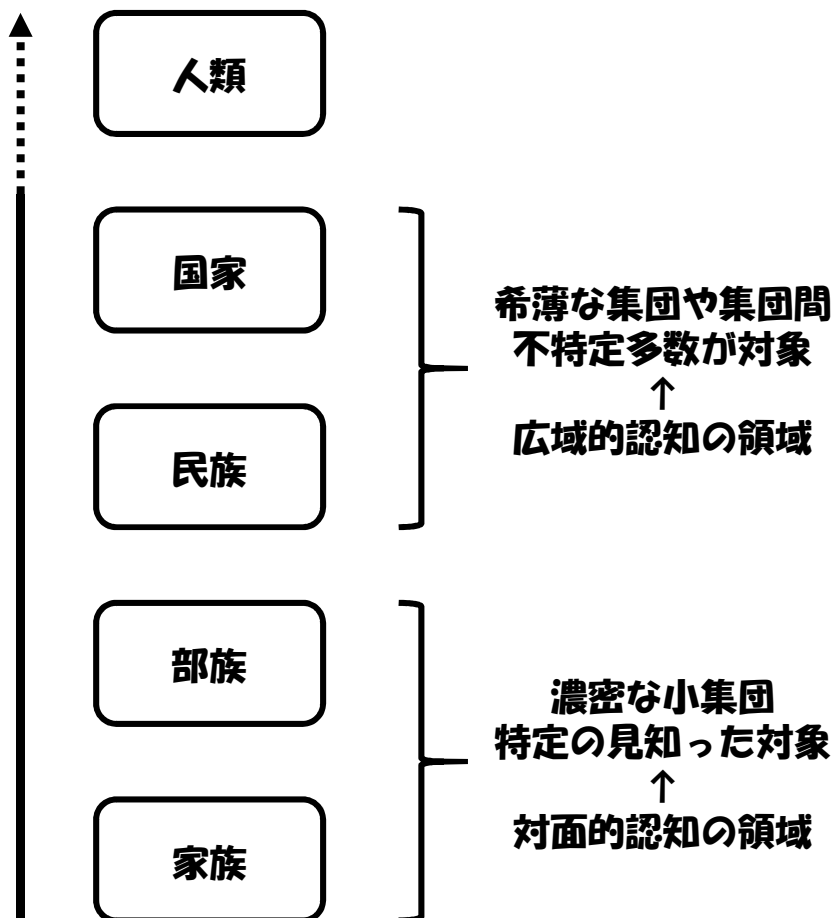 人類
国家
民族
希薄な集団や集団間
不特定多数が対象
↑
広域的認知の領域
部族
家族
濃密な小集団
特定の見知った対象
↑
対面的認知の領域